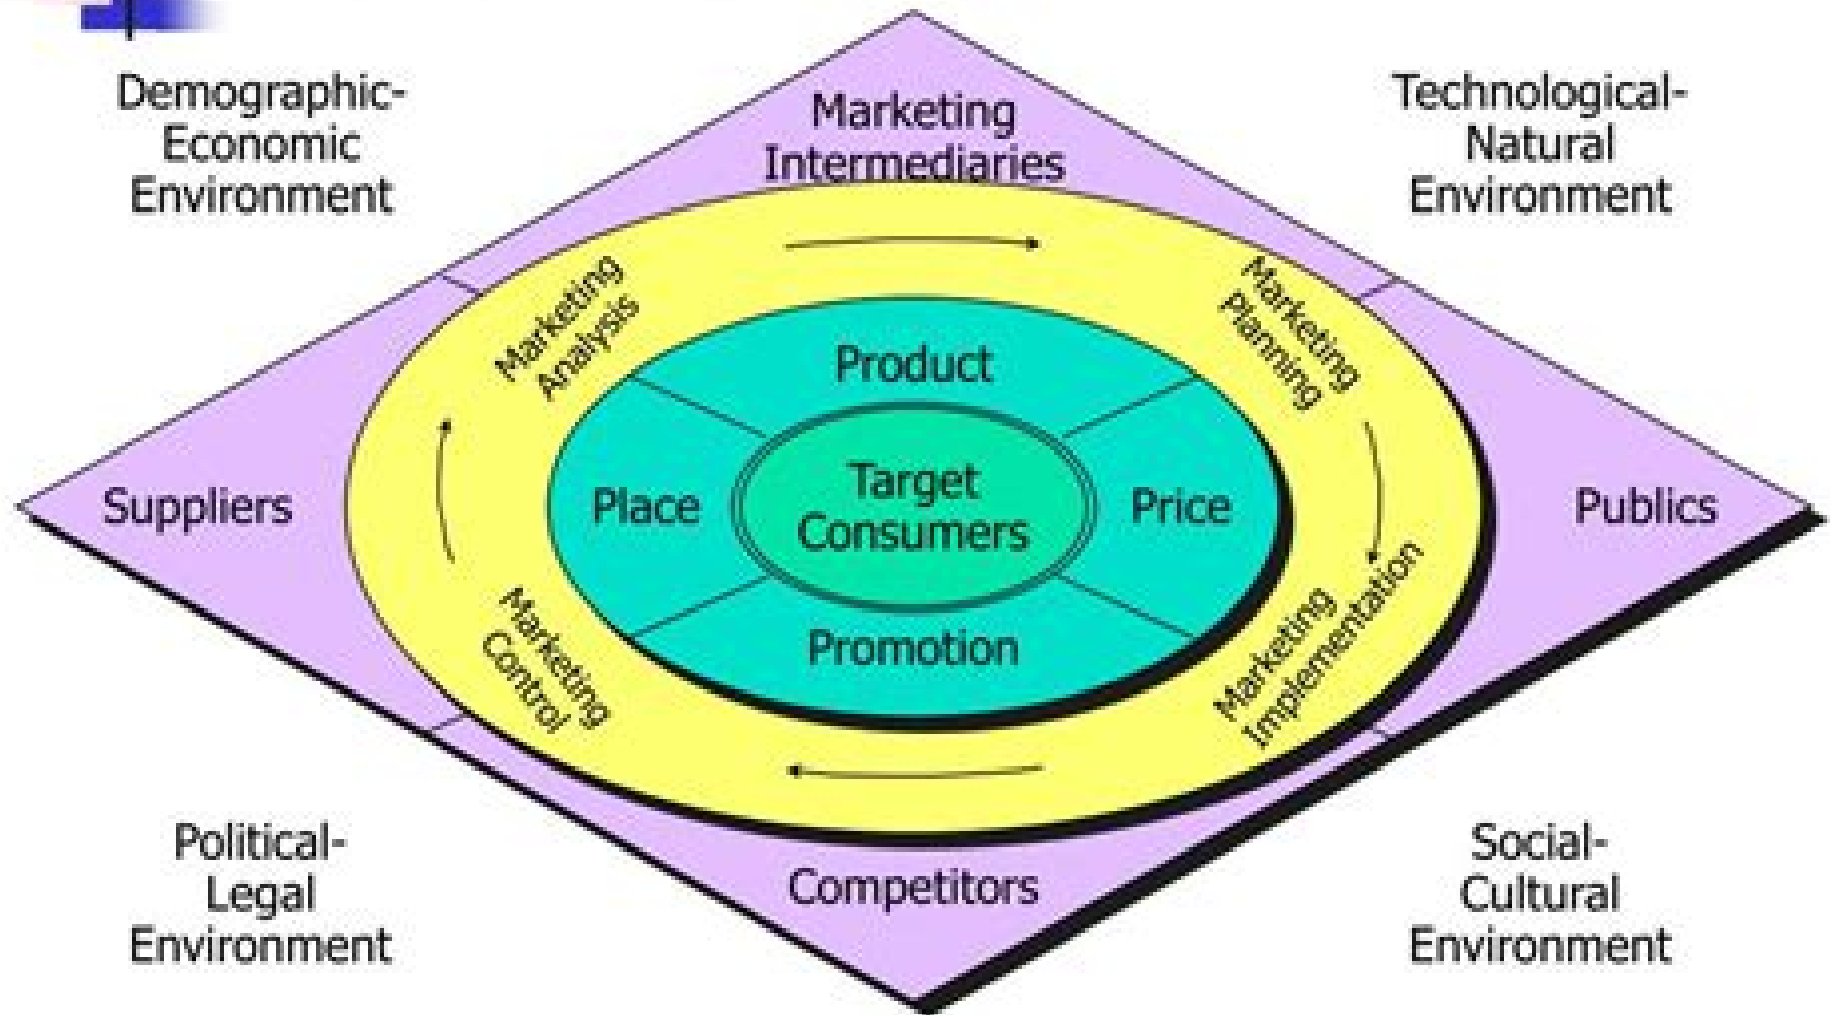 Demographic-
Economic
Environment
Marketing
Intermediaries
Technological-
Natural
Environment
Marketing
Analysis
Marketing
Planning
Product
Suppliers
Place
Target
Consumers
Price
Publics
Marketing
Control
Promotion
Marketing
Implementation
Political-
Legal
Environment
Competitors
Social-
Cultural
Environment